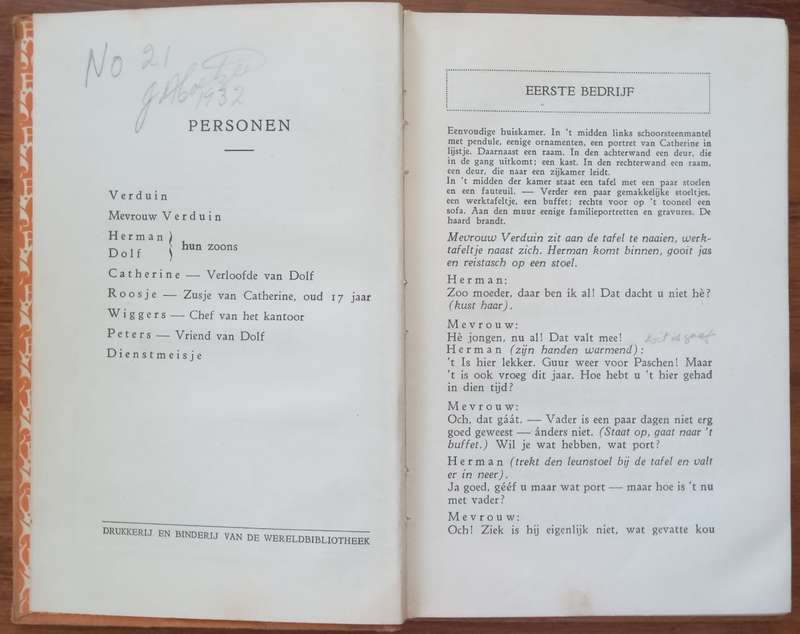 No 21
1932
PERSONEN
Verduin
Mevrouw Verduin
Herman
Dolf
hun zoons
Catherine — Verloofde van Dolf
Roosje — Zusje van Catherine, oud 17 jaar
Wiggers — Chef van het kantoor
Peters — Vriend van Dolf
Dienstmeisje
DRUKKERIJ EN BINDERIJ VAN DE WERELDBIBLIOTHEEK
EERSTE BEDRIJF
Eenvoudige huiskamer. In 't midden links schoorsteenmantel
met pendule, eenige ornamenten, een portret van Catherine in
lijstje. Daarnaast een raam. In den achterwand een deur, die
in de gang uitkomt; een kast. In den rechterwand een raam,
een deur, die naar een zijkamer leidt.
In 't midden der kamer staat een tafel met een paar stoelen
en een fauteuil. — Verder een paar gemakkelijke stoeltjes,
een werktafeltje, een buffet; rechts voor op 't tooneel een
sofa. Aan den muur eenige familieportretten en gravures. De
haard brandt.
Mevrouw Verduin zit aan de tafel te naaien, werk-
tafeltje naast zich. Herman komt binnen, gooit jas
en reistasch op een stoel.
Herman:
Zoo moeder, daar ben ik al! Dat dacht u niet hè?
(kust haar).
Mevrouw:
Hè jongen, nu al! Dat valt mee!
Herman (zijn handen warmend):
't Is hier lekker. Guur weer voor Paschen! Maar
't is ook vroeg dit jaar. Hoe hebt u 't hier gehad
in dien tijd?
Mevrouw:
Och, dat gáát. — Vader is een paar dagen niet erg
goed geweest — ánders niet. (Staat op, gaat naar 't
buffet.) Wil je wat hebben, wat port?
Herman (trekt den leunstoel bij de tafel en valt
er in neer).
Ja goed, gééf u maar wat port — maar hoe is 't nu
met vader?
Mevrouw:
Och! Ziek is hij eigenlijk niet, wat gevatte kou